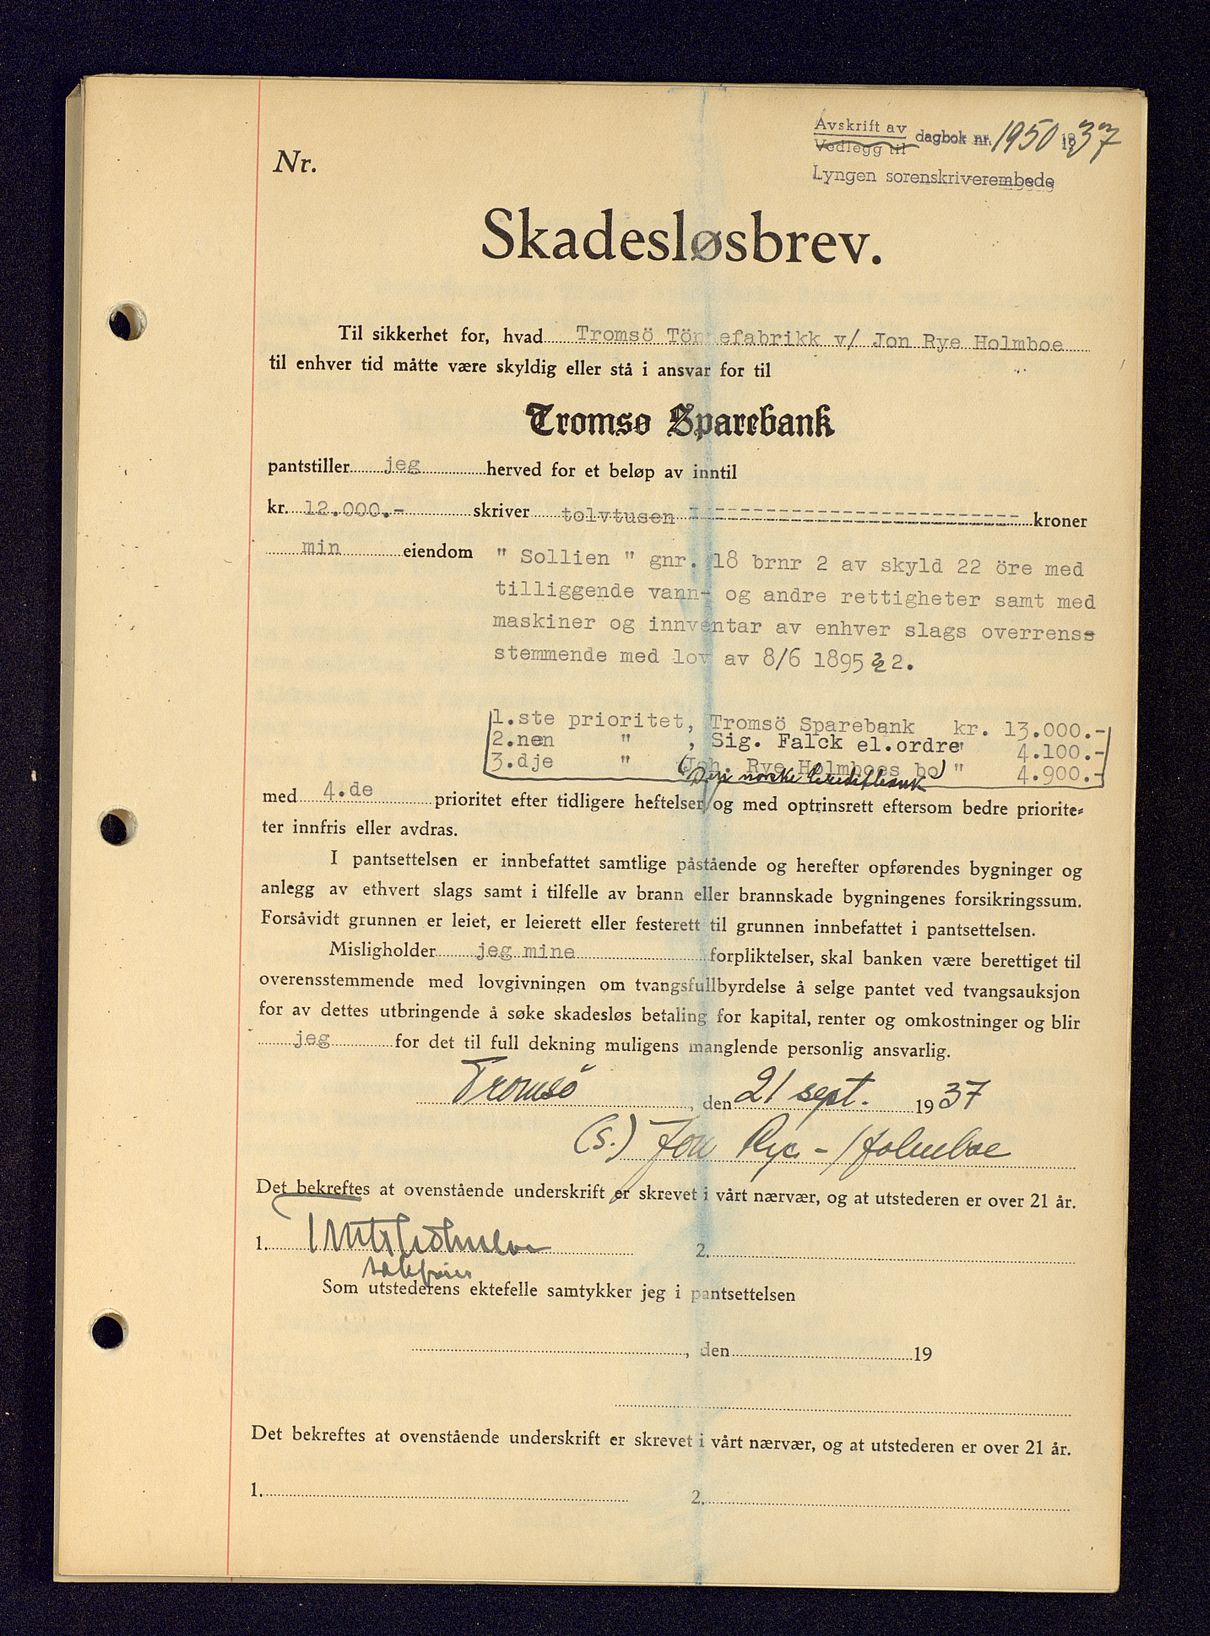 Avskrift av
Vedlegg til dagbok nr. 1950 1937
Lyngen sorenskriverembede
Nr.
Skadesløsbrev.
Til sikkerhet for, hvad Tromsö Tönnefabrikk v/ Jon Rye Holmboe
til enhver tid måtte være skyldig eller stå i ansvar for til
Tromsø Sparebank
pantstiller jeg herved for et beløp av inntil
kr. 12.000.- skriver tolvtusen ---------------------------- kroner
min eiendom " Sollien " gnr. 18 brnr 2 av skyld 22 öre med
tilliggende vann- og andre rettigheter samt med
maskiner og innventar av enhver slags overrens-
stemmende med lov av 8/6 1895 § 2.
1.ste prioritet, Tromsö Sparebank kr. 13.000.-
2.nen " , Sig. Falck el.ordre " 4.100.-
3.dje " (Joh. Rye Holmboes bo) " 4.900.-
Den norske Creditbank
med 4.de prioritet efter tidligere heftelser og med optrinsrett eftersom bedre priorite-
ter innfris eller avdras.
I pantsettelsen er innbefattet samtlige påstående og herefter opførendes bygninger og
anlegg av ethvert slags samt i tilfelle av brann eller brannskade bygningenes forsikringssum.
Forsåvidt grunnen er leiet, er leierett eller festerett til grunnen innbefattet i pantsettelsen.
Misligholder jeg mine forpliktelser, skal banken være berettiget til
overensstemmende med lovgivningen om tvangsfullbyrdelse å selge pantet ved tvangsauksjon
for av dettes utbringende å søke skadesløs betaling for kapital, renter og omkostninger og blir
jeg for det til full dekning muligens manglende personlig ansvarlig.
Tromsö, den 21 sept. 1937
(s.) Jon Rye-Holmboe
Det bekreftes at ovenstående underskrift er skrevet i vårt nærvær, og at utstederen er over 21 år.
1. 2.
Som utstederens ektefelle samtykker jeg i pantsettelsen
, den 19
Det bekreftes at ovenstående underskrift er skrevet i vårt nærvær, og at utstederen er over 21 år.
1. 2.